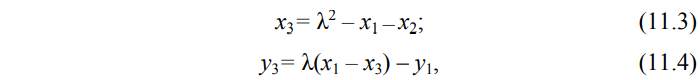 x₃= λ² – x₁ –x₂; (11.3)
y₃= λ(x₁ – x₃) – y₁, (11.4)